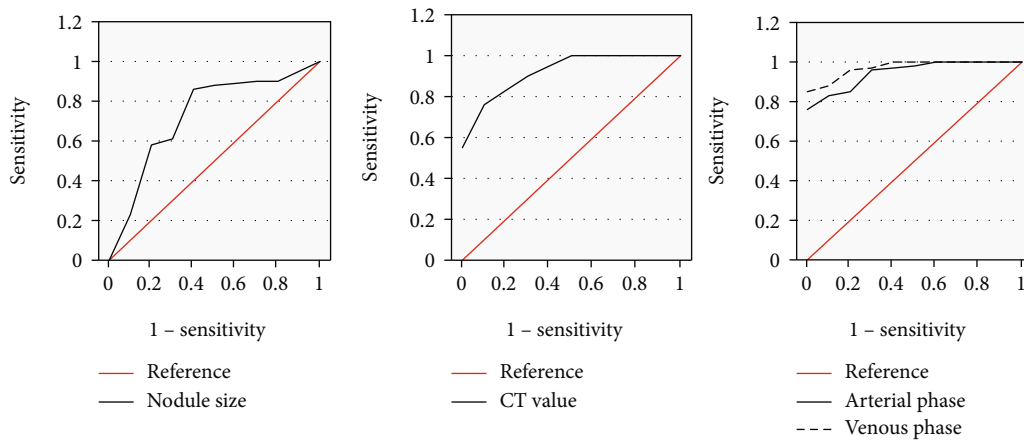 1.2
1
0.8
0.6
0.4
0.2
0
Sensitivity
0 0.2 0.4 0.6 0.8 1
1 – sensitivity
Reference
Nodule size
1.2
1
0.8
0.6
0.4
0.2
0
Sensitivity
0 0.2 0.4 0.6 0.8 1
1 – sensitivity
Reference
CT value
1.2
1
0.8
0.6
0.4
0.2
0
Sensitivity
0 0.2 0.4 0.6 0.8 1
1 – sensitivity
Reference
Arterial phase
Venous phase